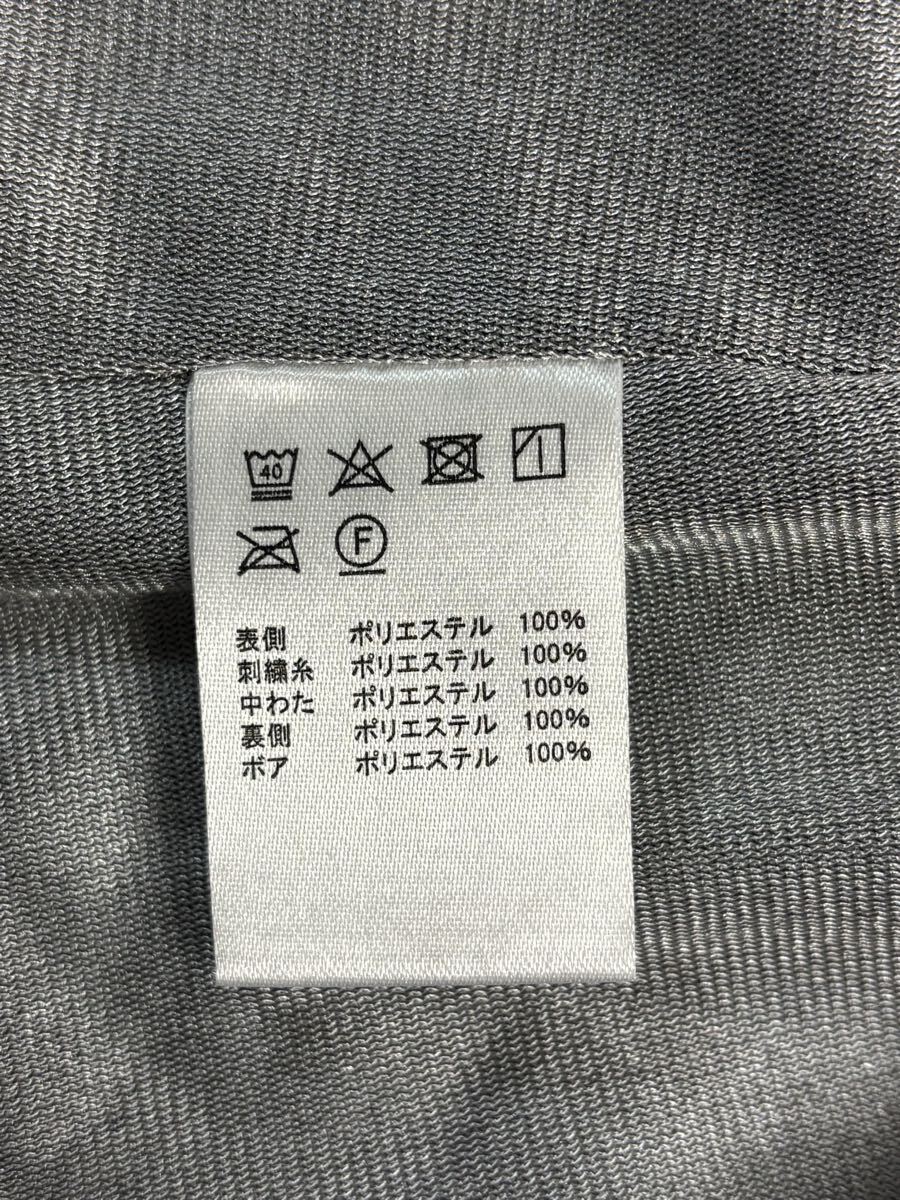 40
F
表側 ポリエステル 100%
刺繍糸 ポリエステル 100%
中わた ポリエステル 100%
裏側 ポリエステル 100%
ボア ポリエステル 100%